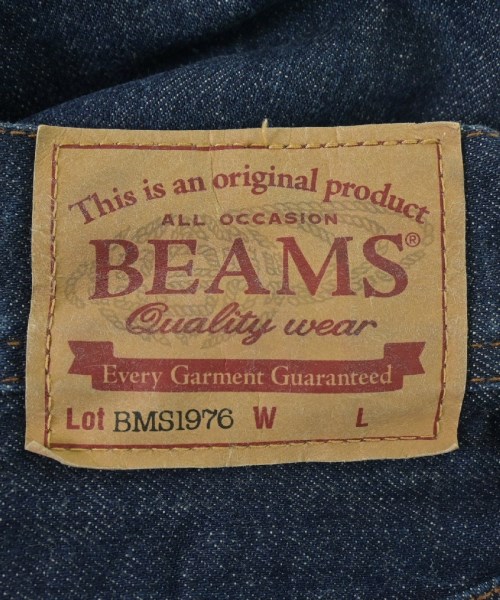 This is an original product
ALL OCCASION
BEAMS®
Quality wear
Every Garment Guaranteed
Lot BMS1976 W L